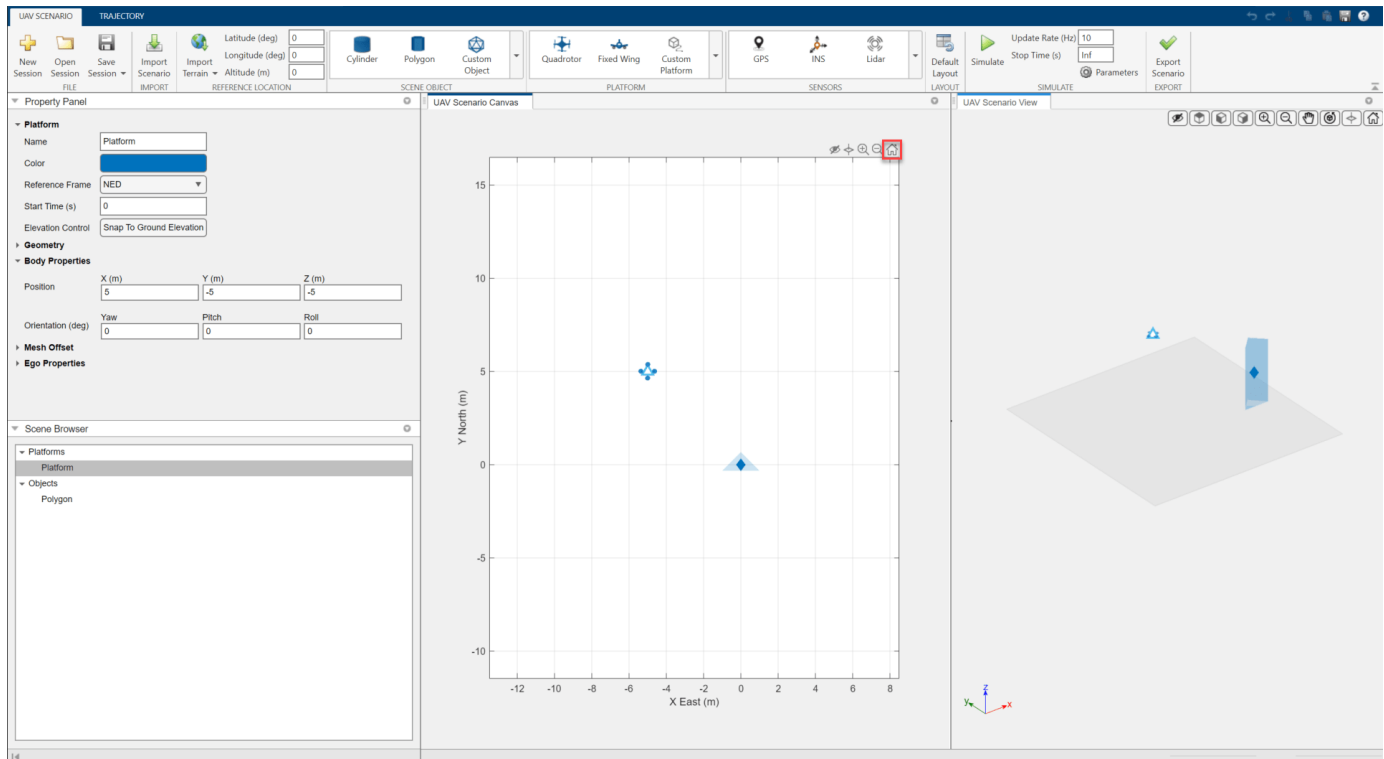 UAV SCENARIO TRAJECTORY
New Session
Open Session
Save Session
Import Scenario
Import Terrain
Latitude (deg) 0
Longitude (deg) 0
Altitude (m) 0
Cylinder
Polygon
Custom Object
Quadrotor
Fixed Wing
Custom Platform
GPS
INS
Lidar
Default Layout
Simulate
Update Rate (Hz) 10
Stop Time (s) Inf
Parameters
Export Scenario
FILE IMPORT REFERENCE LOCATION SCENE OBJECT PLATFORM SENSORS LAYOUT SIMULATE EXPORT
Property Panel
Platform
Name Platform
Color
Reference Frame NED
Start Time (s) 0
Elevation Control Snap To Ground Elevation
Geometry
Body Properties
X (m) Y (m) Z (m)
Position 5 -5 -5
Yaw Pitch Roll
Orientation (deg) 0 0 0
Mesh Offset
Ego Properties
Scene Browser
Platforms
Platform
Objects
Polygon
UAV Scenario Canvas
15
10
5
0
-5
-10
Y North (m)
-12 -10 -8 -6 -4 -2 0 2 4 6 8
X East (m)
UAV Scenario View
z
y x